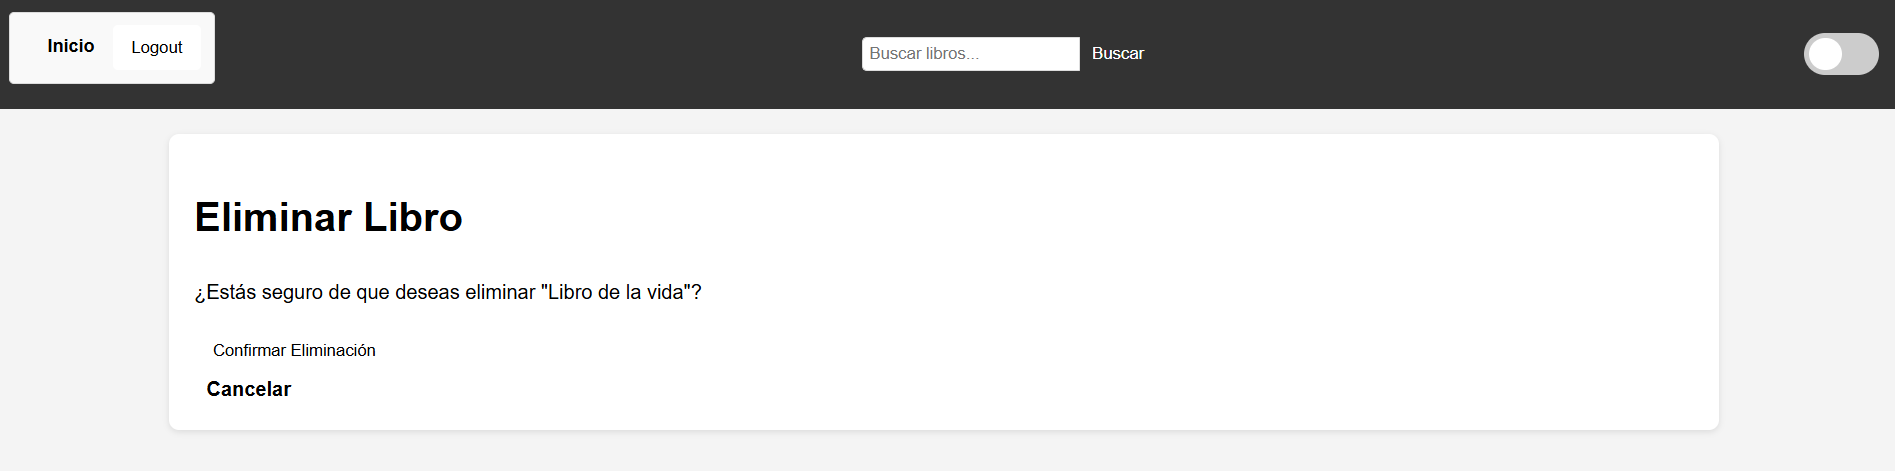 Inicio Logout Buscar libros... Buscar
Eliminar Libro
¿Estás seguro de que deseas eliminar "Libro de la vida"?
Confirmar Eliminación
Cancelar